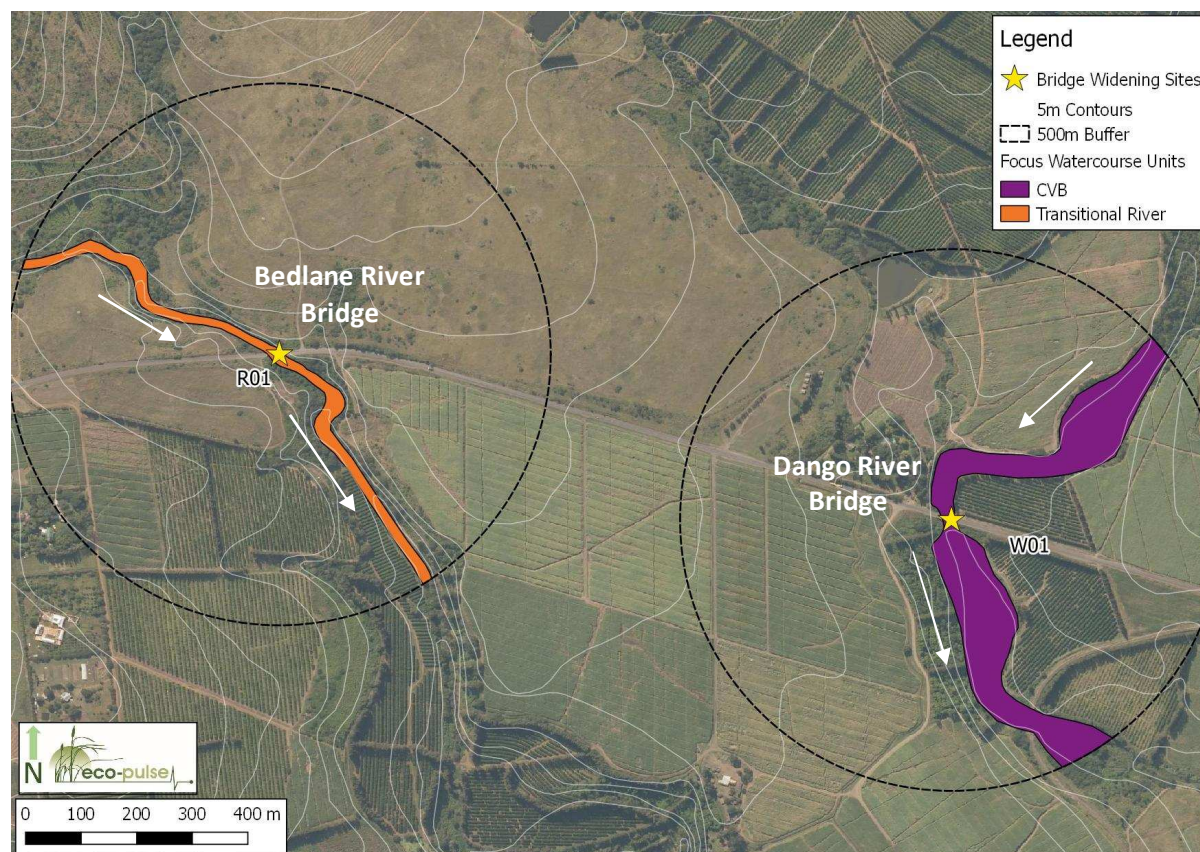 Legend
Bridge Widening Sites
5m Contours
500m Buffer
Focus Watercourse Units
CVB
Transitional River
Bedlane River
Bridge
R01
Dango River
Bridge
W01
N
eco-pulse
0 100 200 300 400 m